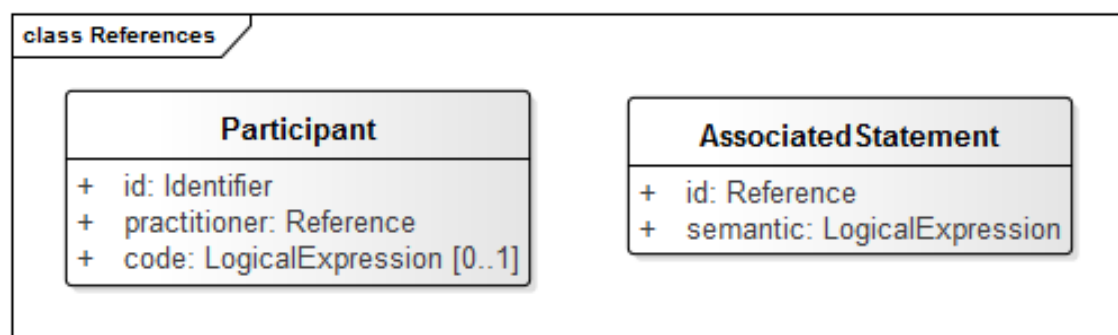 class References
Participant
+ id: Identifier
+ practitioner: Reference
+ code: LogicalExpression [0..1]
AssociatedStatement
+ id: Reference
+ semantic: LogicalExpression